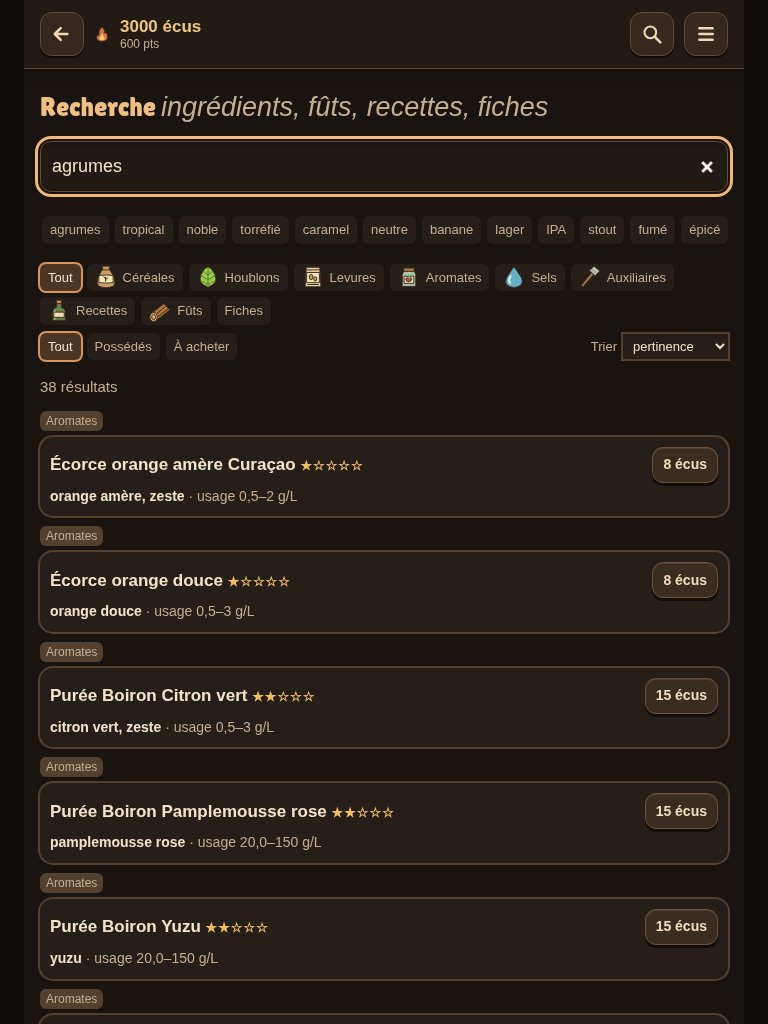 3000 écus
600 pts
Recherche ingrédients, fûts, recettes, fiches
agrumes
agrumes tropical noble torréfié caramel neutre banane lager IPA stout fumé épicé
Tout Céréales Houblons Levures Aromates Sels Auxiliaires
Recettes Fûts Fiches
Tout Possédés À acheter Trier pertinence
38 résultats
Aromates
Écorce orange amère Curaçao ★☆☆☆☆ 8 écus
orange amère, zeste · usage 0,5–2 g/L
Aromates
Écorce orange douce ★☆☆☆☆ 8 écus
orange douce · usage 0,5–3 g/L
Aromates
Purée Boiron Citron vert ★★☆☆☆ 15 écus
citron vert, zeste · usage 0,5–3 g/L
Aromates
Purée Boiron Pamplemousse rose ★★☆☆☆ 15 écus
pamplemousse rose · usage 20,0–150 g/L
Aromates
Purée Boiron Yuzu ★★☆☆☆ 15 écus
yuzu · usage 20,0–150 g/L
Aromates